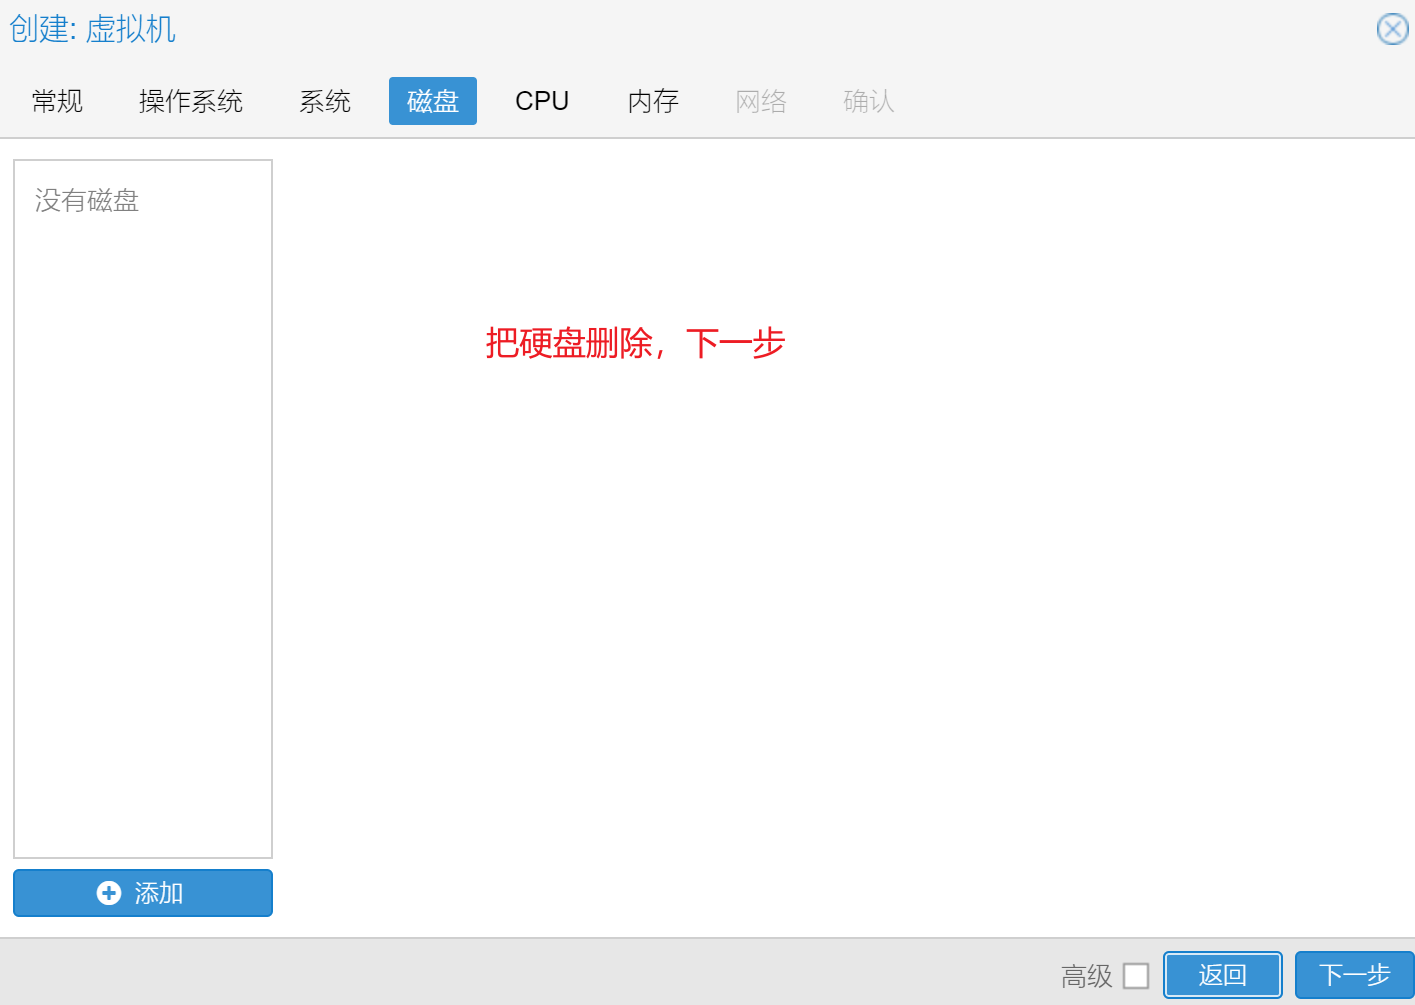 创建: 虚拟机
常规 操作系统 系统 磁盘 CPU 内存 网络 确认
没有磁盘
把硬盘删除，下一步
添加
高级 返回 下一步